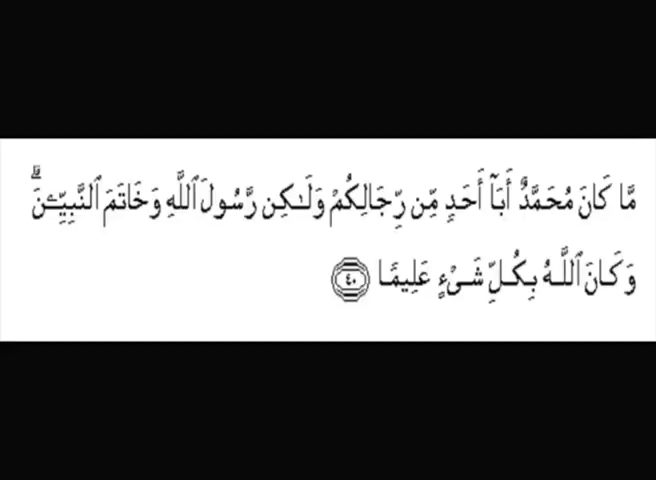 مَّا كَانَ مُحَمَّدٌ أَبَآ أَحَدٍ مِّن رِّجَالِكُمْ وَلَـٰكِن رَّسُولَ ٱللَّهِ وَخَاتَمَ ٱلنَّبِيِّـۧنَ ۗ
وَكَانَ ٱللَّهُ بِكُلِّ شَىْءٍ عَلِيمًا ٤٠